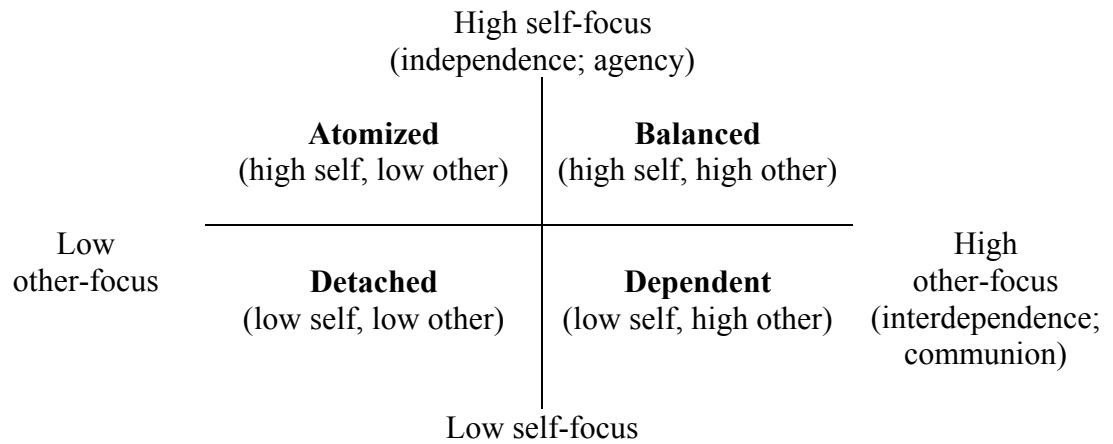 High self-focus
(independence; agency)
Atomized
(high self, low other)
Balanced
(high self, high other)
Low
other-focus
High
other-focus
(interdependence;
communion)
Detached
(low self, low other)
Dependent
(low self, high other)
Low self-focus